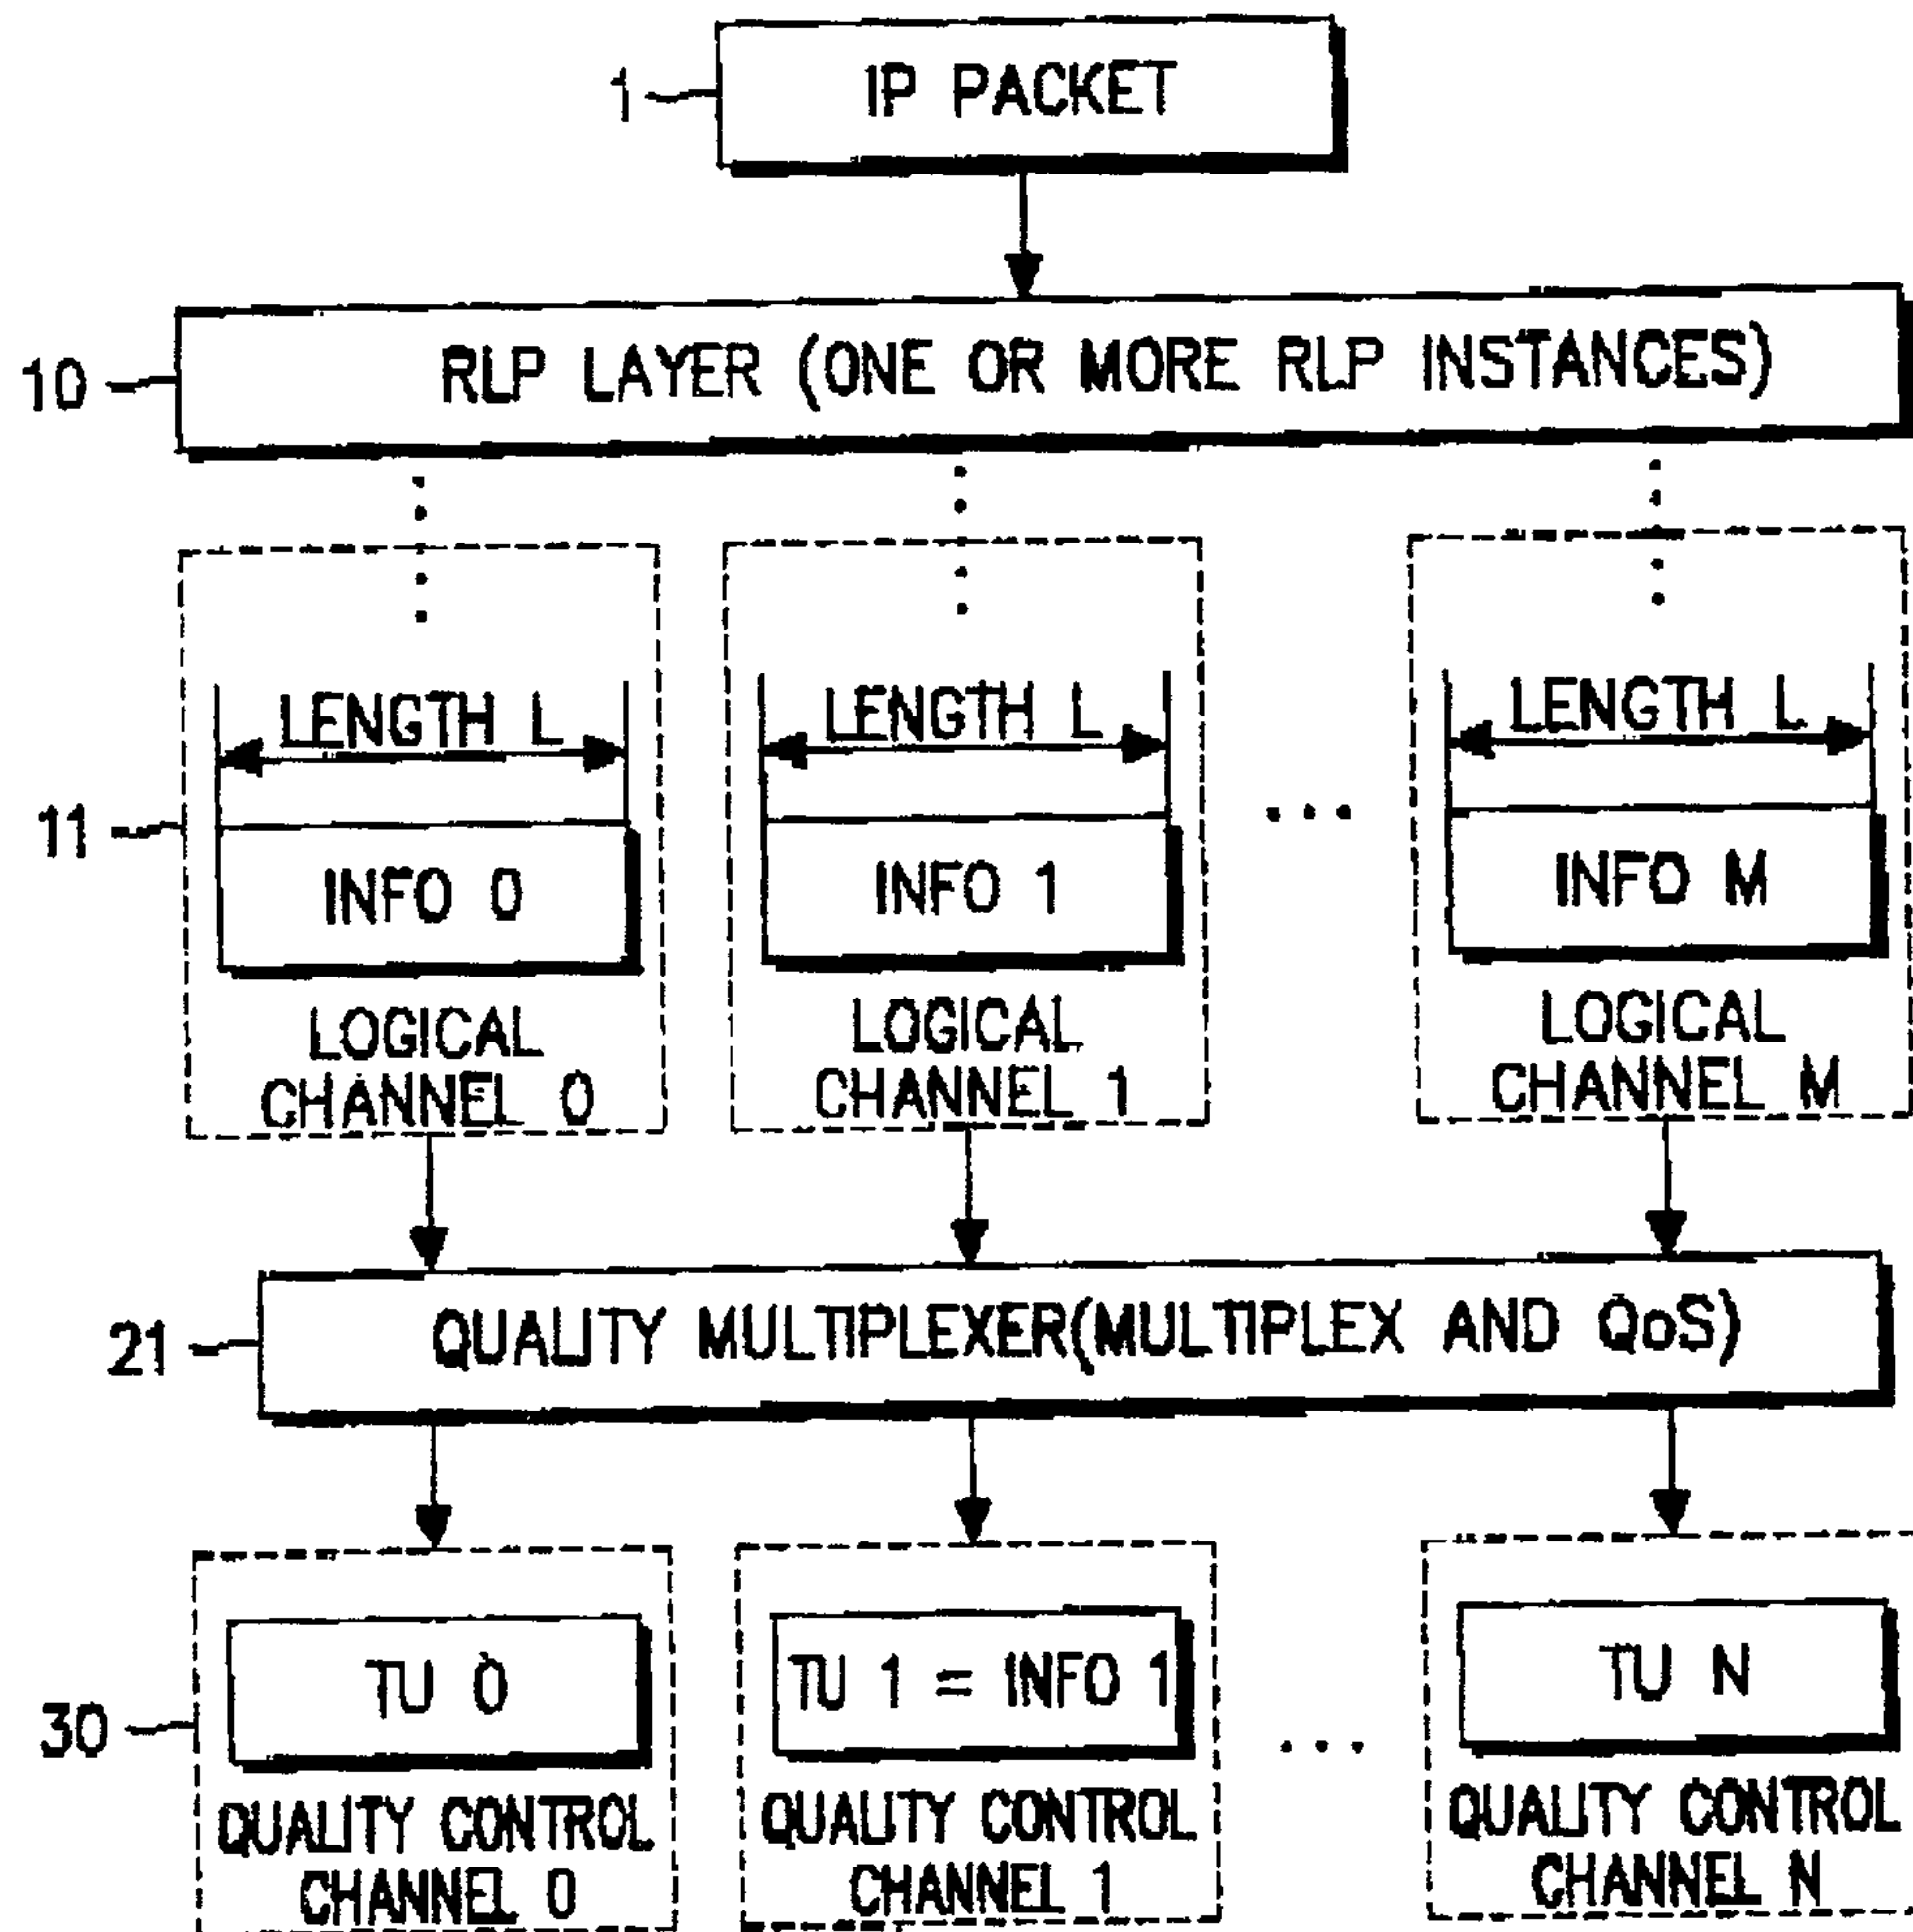 1
IP PACKET
10
RLP LAYER (ONE OR MORE RLP INSTANCES)
LENGTH L
LENGTH L
LENGTH L
11
INFO 0
INFO 1
...
INFO M
LOGICAL
CHANNEL 0
LOGICAL
CHANNEL 1
LOGICAL
CHANNEL M
21
QUALITY MULTIPLEXER(MULTIPLEX AND QoS)
30
TU 0
TU 1 = INFO 1
...
TU N
QUALITY CONTROL
CHANNEL 0
QUALITY CONTROL
CHANNEL 1
QUALITY CONTROL
CHANNEL N